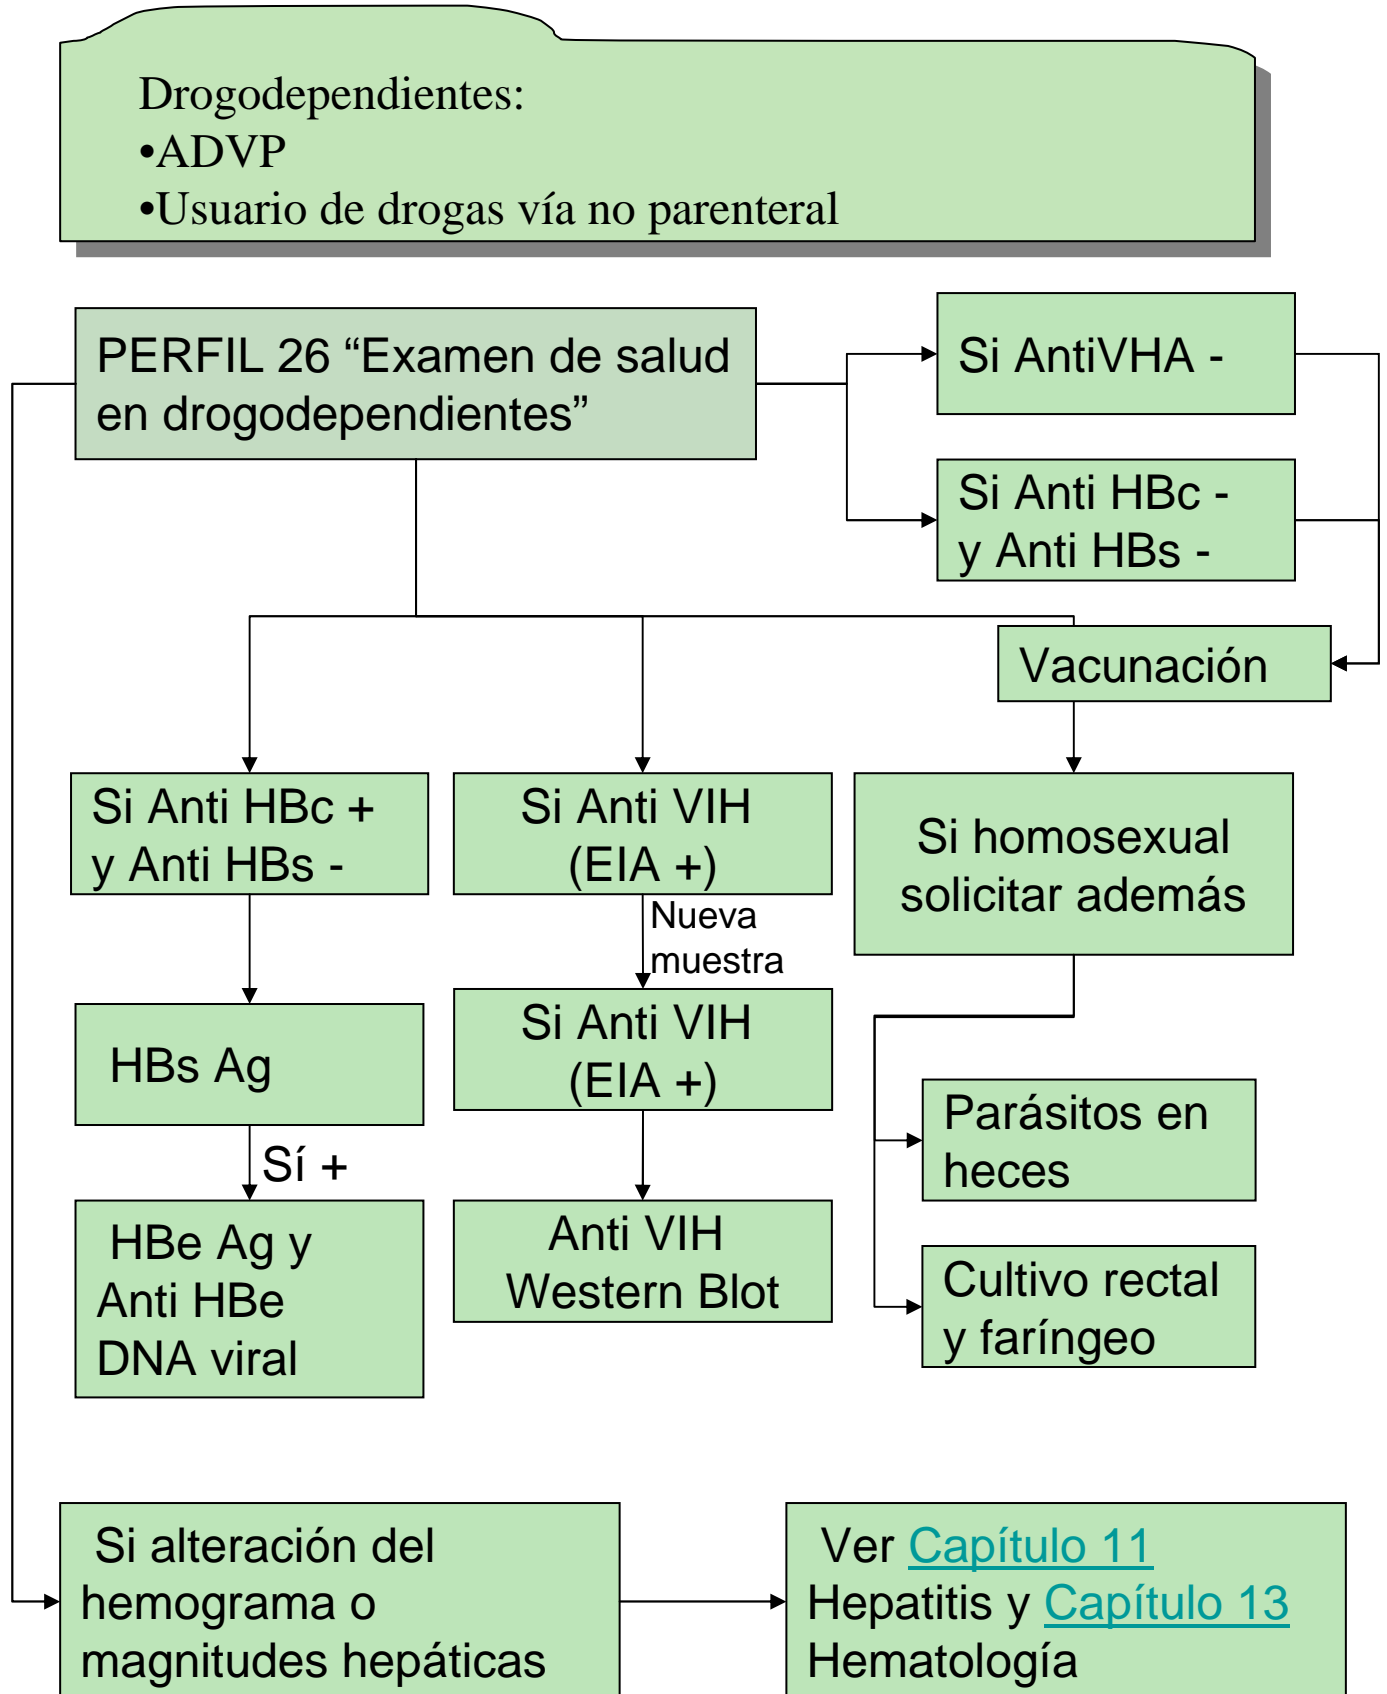 Drogodependientes:
•ADVP
•Usuario de drogas vía no parenteral
PERFIL 26 “Examen de salud
en drogodependientes”
Si AntiVHA -
Si Anti HBc -
y Anti HBs -
Vacunación
Si Anti HBc +
y Anti HBs -
Si Anti VIH
(EIA +)
Si homosexual
solicitar además
Nueva
muestra
HBs Ag
Si Anti VIH
(EIA +)
Sí +
Parásitos en
heces
HBe Ag y
Anti HBe
DNA viral
Anti VIH
Western Blot
Cultivo rectal
y faríngeo
Si alteración del
hemograma o
magnitudes hepáticas
Ver Capítulo 11
Hepatitis y Capítulo 13
Hematología